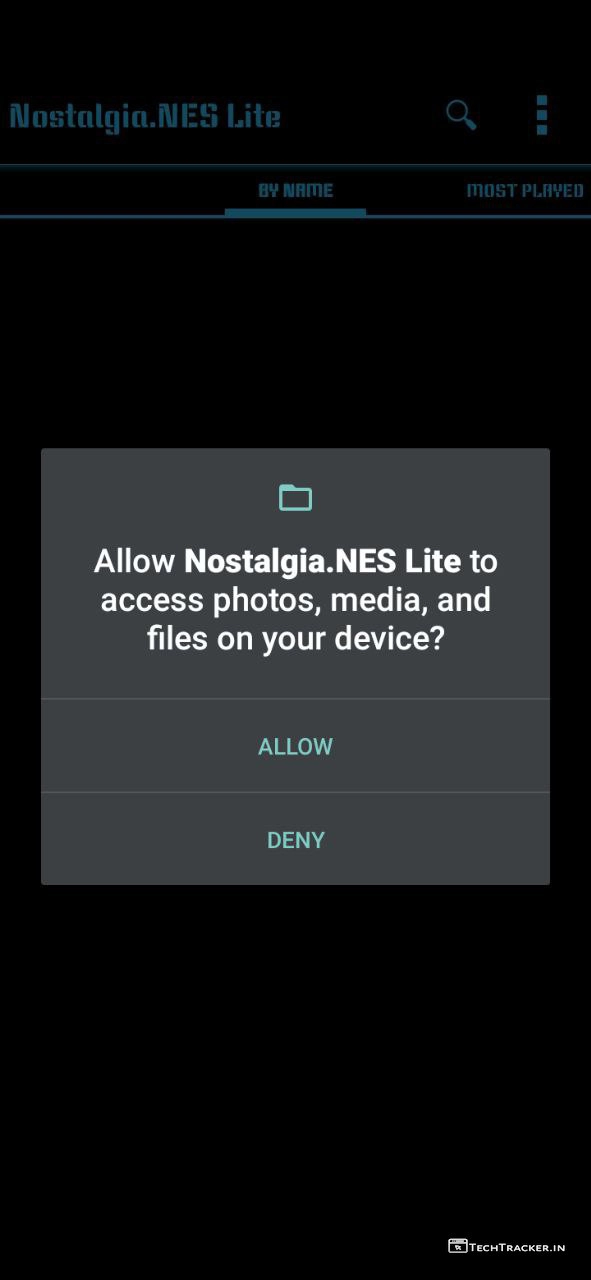 Nostalgia.NES Lite
BY NAME
MOST PLAYED
Allow Nostalgia.NES Lite to
access photos, media, and
files on your device?
ALLOW
DENY
TECHTRACKER.IN